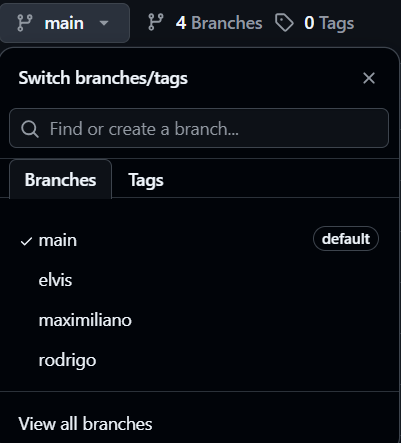 main 4 Branches 0 Tags
Switch branches/tags
Find or create a branch...
Branches Tags
main default
elvis
maximiliano
rodrigo
View all branches